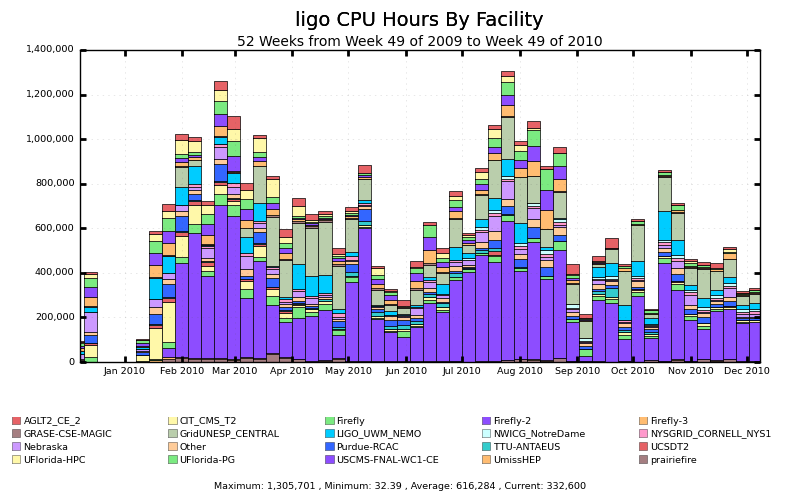 ligo CPU Hours By Facility
52 Weeks from Week 49 of 2009 to Week 49 of 2010
1,400,000
1,200,000
1,000,000
800,000
600,000
400,000
200,000
0
Jan 2010 Feb 2010 Mar 2010 Apr 2010 May 2010 Jun 2010 Jul 2010 Aug 2010 Sep 2010 Oct 2010 Nov 2010 Dec 2010
AGLT2_CE_2 CIT_CMS_T2 Firefly Firefly-2 Firefly-3
GRASE-CSE-MAGIC GridUNESP_CENTRAL LIGO_UWM_NEMO NWICG_NotreDame NYSGRID_CORNELL_NYS1
Nebraska Other Purdue-RCAC TTU-ANTAEUS UCSDT2
UFlorida-HPC UFlorida-PG USCMS-FNAL-WC1-CE UmissHEP prairiefire
Maximum: 1,305,701 , Minimum: 32.39 , Average: 616,284 , Current: 332,600